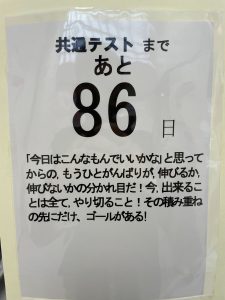 共通テスト まで
あと
86 日
「今日はこんなもんでいいかな」と思って
からの, もうひとがんばりが, 伸びるか,
伸びないかの分かれ目だ！今, 出来るこ
とは全て, やり切ること！その積み重ね
の先にだけ、ゴールがある！